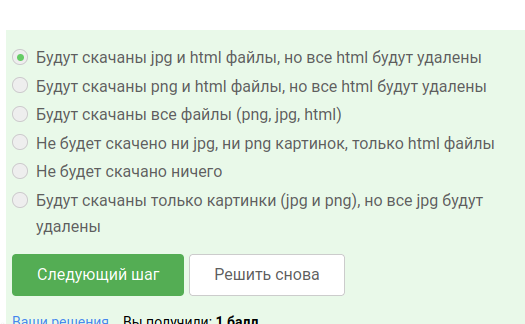 Будут скачаны jpg и html файлы, но все html будут удалены
Будут скачаны png и html файлы, но все html будут удалены
Будут скачаны все файлы (png, jpg, html)
Не будет скачено ни jpg, ни png картинок, только html файлы
Не будет скачано ничего
Будут скачаны только картинки (jpg и png), но все jpg будут
удалены
Следующий шаг Решить снова
Ваши решения Вы получили: 1 балл